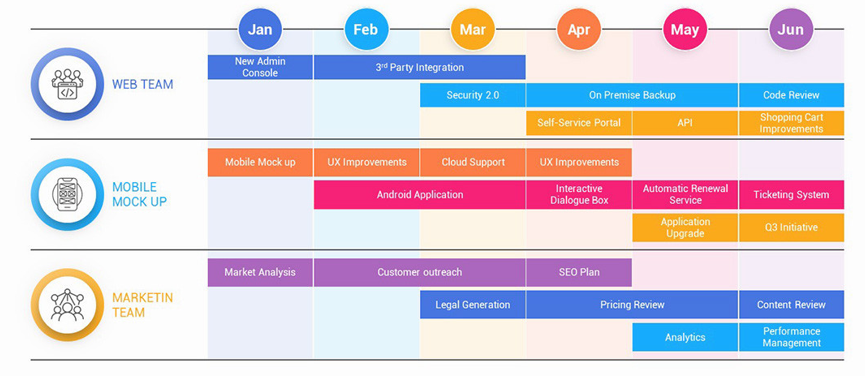 Jan Feb Mar Apr May Jun
WEB TEAM
New Admin
Console
3rd Party Integration
Security 2.0
On Premise Backup
Code Review
Self-Service Portal
API
Shopping Cart
Improvements
MOBILE
MOCK UP
Mobile Mock up
UX Improvements
Cloud Support
UX Improvements
Android Application
Interactive
Dialogue Box
Automatic Renewal
Service
Ticketing System
Application
Upgrade
Q3 Initiative
MARKETIN
TEAM
Market Analysis
Customer outreach
SEO Plan
Legal Generation
Pricing Review
Content Review
Analytics
Performance
Management